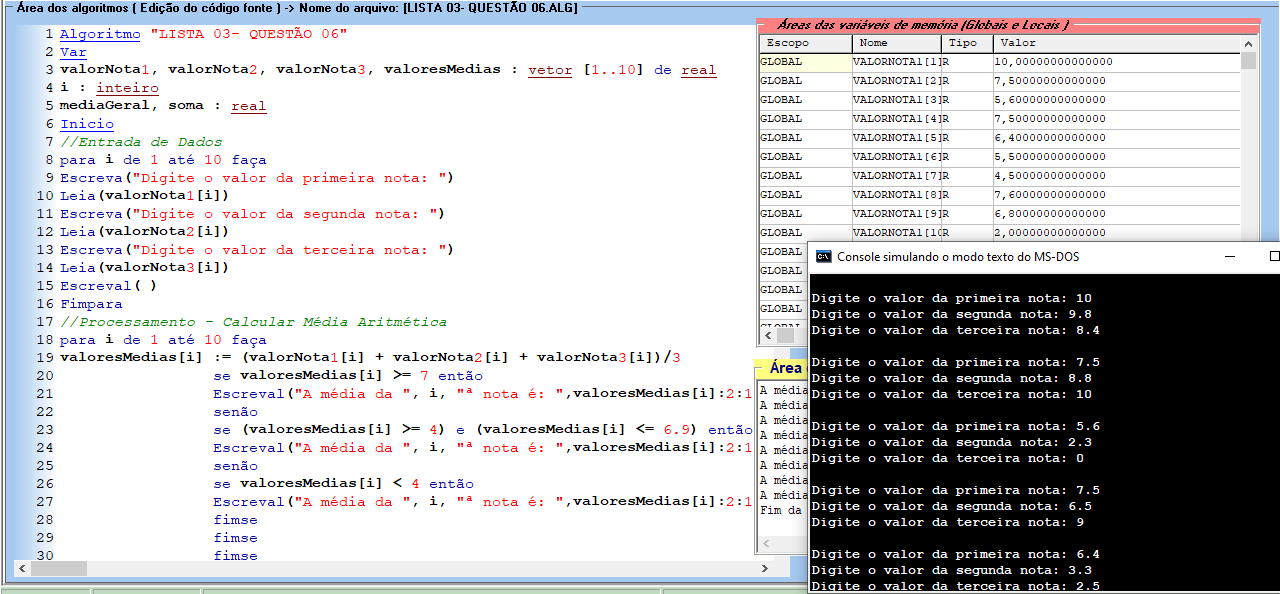 Área dos algoritmos ( Edição do código fonte ) -> Nome do arquivo: [LISTA 03- QUESTÃO 06.ALG]
1 Algoritmo "LISTA 03- QUESTÃO 06"
2 Var
3 valorNota1, valorNota2, valorNota3, valoresMedias : vetor [1..10] de real
4 i : inteiro
5 mediaGeral, soma : real
6 Inicio
7 //Entrada de Dados
8 para i de 1 até 10 faça
9 Escreva("Digite o valor da primeira nota: ")
10 Leia(valorNota1[i])
11 Escreva("Digite o valor da segunda nota: ")
12 Leia(valorNota2[i])
13 Escreva("Digite o valor da terceira nota: ")
14 Leia(valorNota3[i])
15 Escreval( )
16 Fimpara
17 //Processamento - Calcular Média Aritmética
18 para i de 1 até 10 faça
19 valoresMedias[i] := (valorNota1[i] + valorNota2[i] + valorNota3[i])/3
20 se valoresMedias[i] >= 7 então
21 Escreval("A média da ", i, "ª nota é: ",valoresMedias[i]:2:1
22 senão
23 se (valoresMedias[i] >= 4) e (valoresMedias[i] <= 6.9) então
24 Escreval("A média da ", i, "ª nota é: ",valoresMedias[i]:2:1
25 senão
26 se valoresMedias[i] < 4 então
27 Escreval("A média da ", i, "ª nota é: ",valoresMedias[i]:2:1
28 fimse
29 fimse
30 fimse
Áreas das variáveis de memória (Globais e Locais )
Escopo Nome Tipo Valor
GLOBAL VALORNOTA1[1] R 10,00000000000000
GLOBAL VALORNOTA1[2] R 7,50000000000000
GLOBAL VALORNOTA1[3] R 5,60000000000000
GLOBAL VALORNOTA1[4] R 7,50000000000000
GLOBAL VALORNOTA1[5] R 6,40000000000000
GLOBAL VALORNOTA1[6] R 5,50000000000000
GLOBAL VALORNOTA1[7] R 4,50000000000000
GLOBAL VALORNOTA1[8] R 7,60000000000000
GLOBAL VALORNOTA1[9] R 6,80000000000000
GLOBAL VALORNOTA1[10 R 2,00000000000000
GLOBAL
GLOBAL
GLOBAL
GLOBAL
GLOBAL
Área
A média
A média
A média
A média
A média
A média
A média
A média
Fim da
Console simulando o modo texto do MS-DOS
Digite o valor da primeira nota: 10
Digite o valor da segunda nota: 9.8
Digite o valor da terceira nota: 8.4
Digite o valor da primeira nota: 7.5
Digite o valor da segunda nota: 8.8
Digite o valor da terceira nota: 10
Digite o valor da primeira nota: 5.6
Digite o valor da segunda nota: 2.3
Digite o valor da terceira nota: 0
Digite o valor da primeira nota: 7.5
Digite o valor da segunda nota: 6.5
Digite o valor da terceira nota: 9
Digite o valor da primeira nota: 6.4
Digite o valor da segunda nota: 3.3
Digite o valor da terceira nota: 2.5